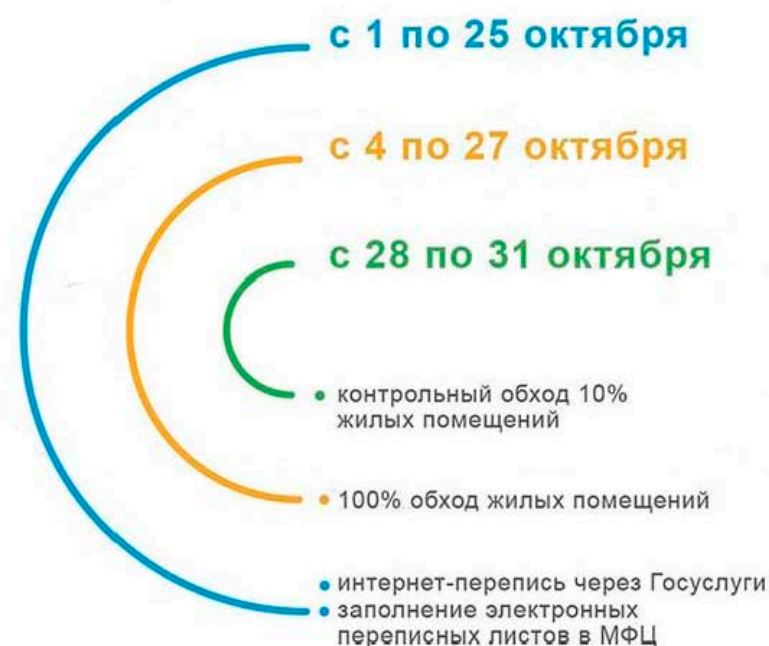 с 1 по 25 октября
с 4 по 27 октября
с 28 по 31 октября
• контрольный обход 10%
жилых помещений
• 100% обход жилых помещений
• интернет-перепись через Госуслуги
• заполнение электронных
переписных листов в МФЦ